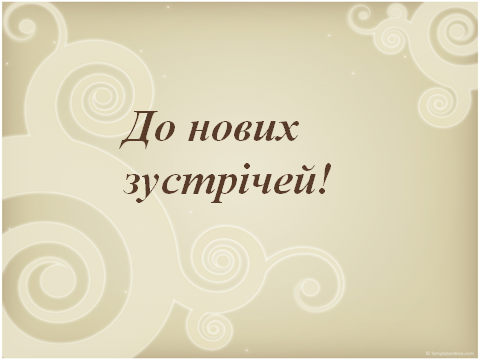 До нових
зустрічей!